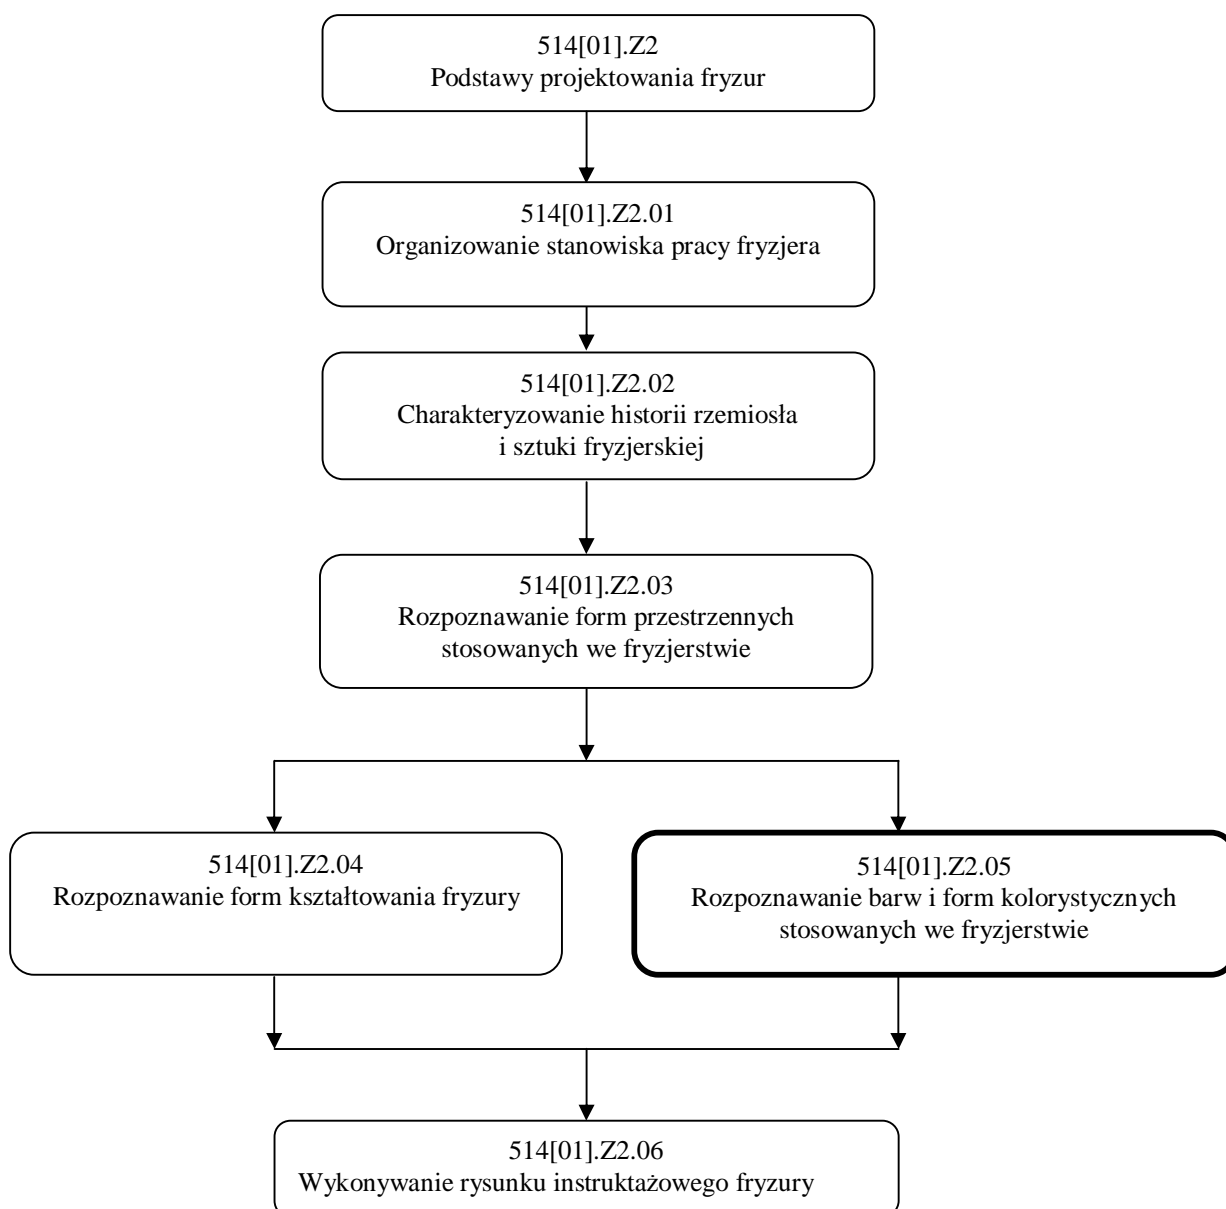 514[01].Z2
Podstawy projektowania fryzur
514[01].Z2.01
Organizowanie stanowiska pracy fryzjera
514[01].Z2.02
Charakteryzowanie historii rzemiosła
i sztuki fryzjerskiej
514[01].Z2.03
Rozpoznawanie form przestrzennych
stosowanych we fryzjerstwie
514[01].Z2.04
Rozpoznawanie form kształtowania fryzury
514[01].Z2.05
Rozpoznawanie barw i form kolorystycznych
stosowanych we fryzjerstwie
514[01].Z2.06
Wykonywanie rysunku instruktażowego fryzury